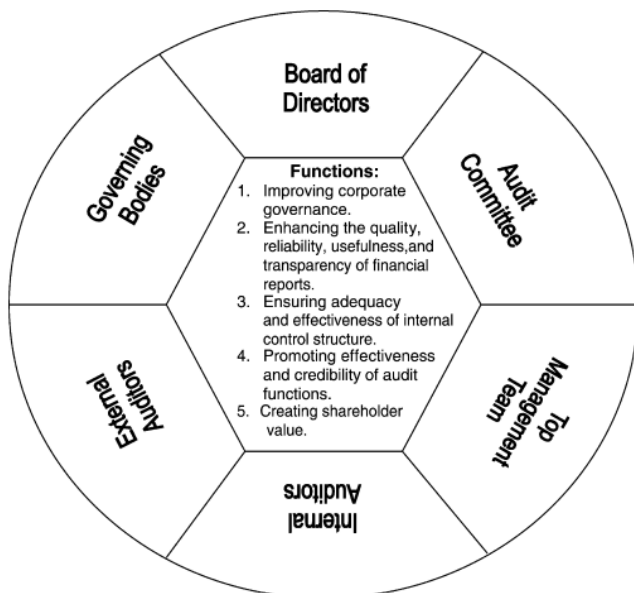 Board of
Directors
Audit
Committee
Top
Management
Team
Internal
Auditors
External
Auditors
Governing
Bodies
Functions:
1. Improving corporate
governance.
2. Enhancing the quality,
reliability, usefulness,and
transparency of financial
reports.
3. Ensuring adequacy
and effectiveness of internal
control structure.
4. Promoting effectiveness
and credibility of audit
functions.
5. Creating shareholder
value.